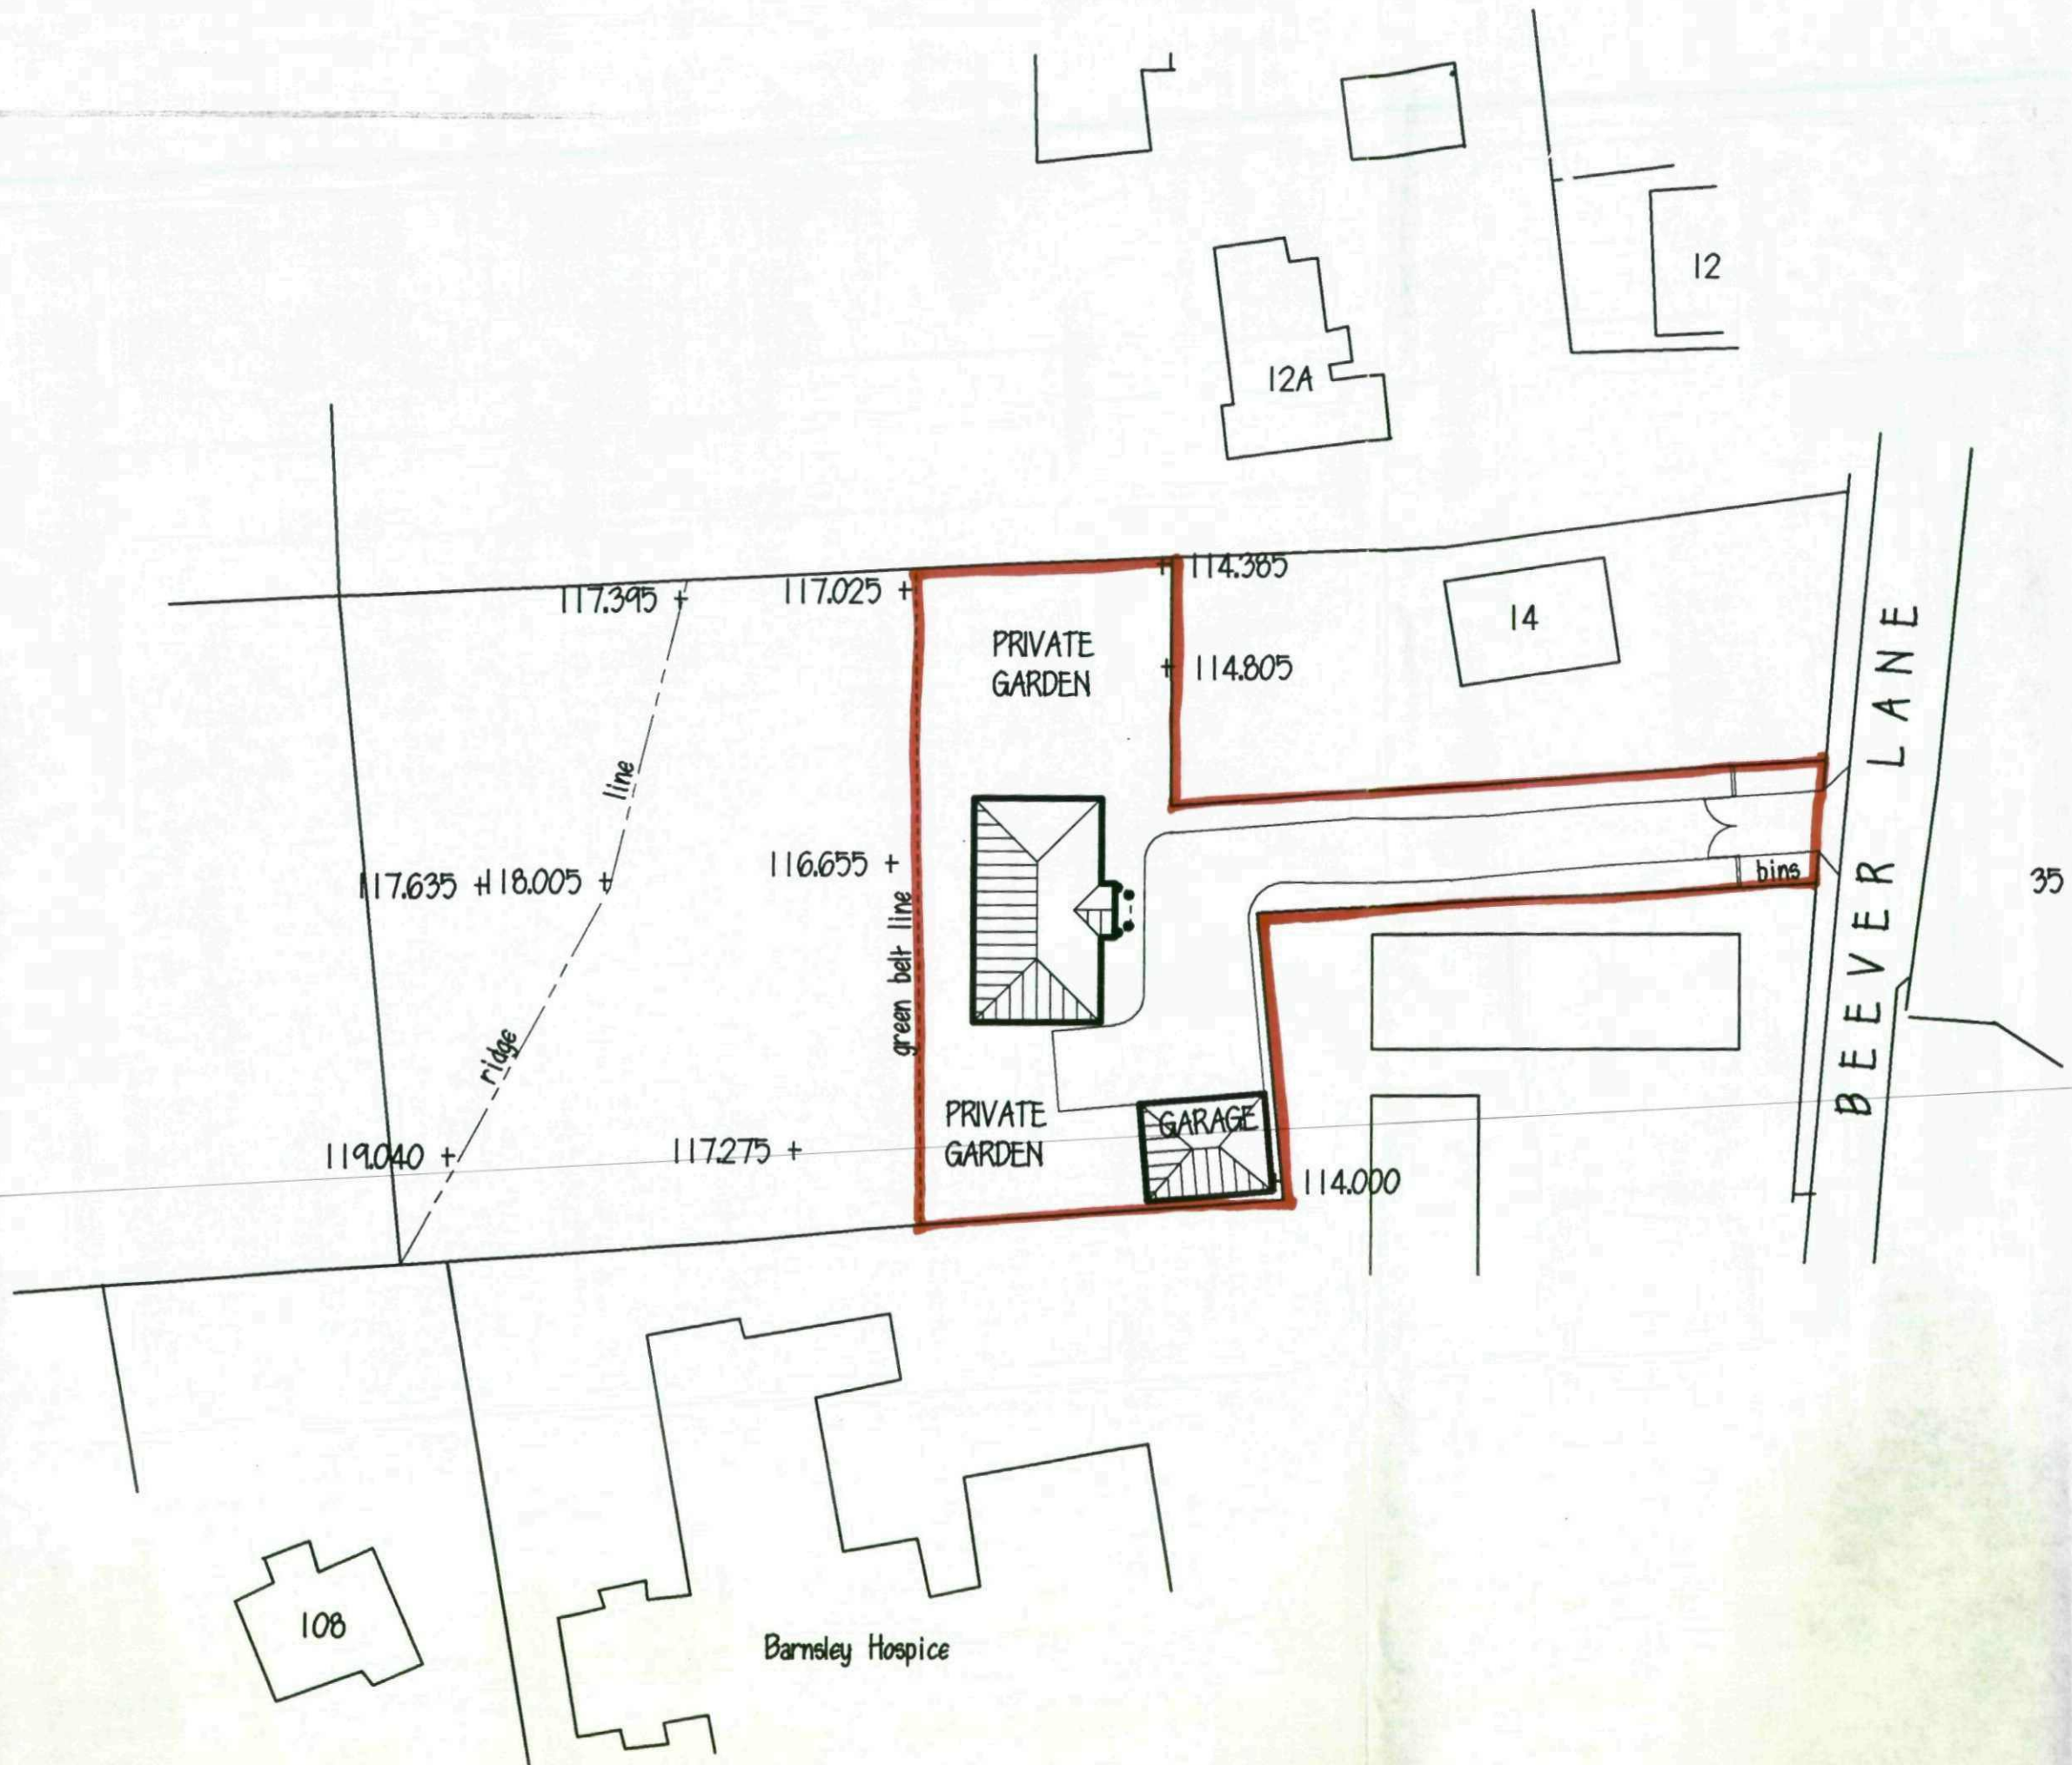 12
12A
114.385
117.395
117.025
14
PRIVATE
GARDEN
114.805
line
BEEVER LANE
116.655
117.635
118.005
bins
35
green belt line
ridge
PRIVATE
GARDEN
GARAGE
119.040
117.275
114.000
108
Barnsley Hospice